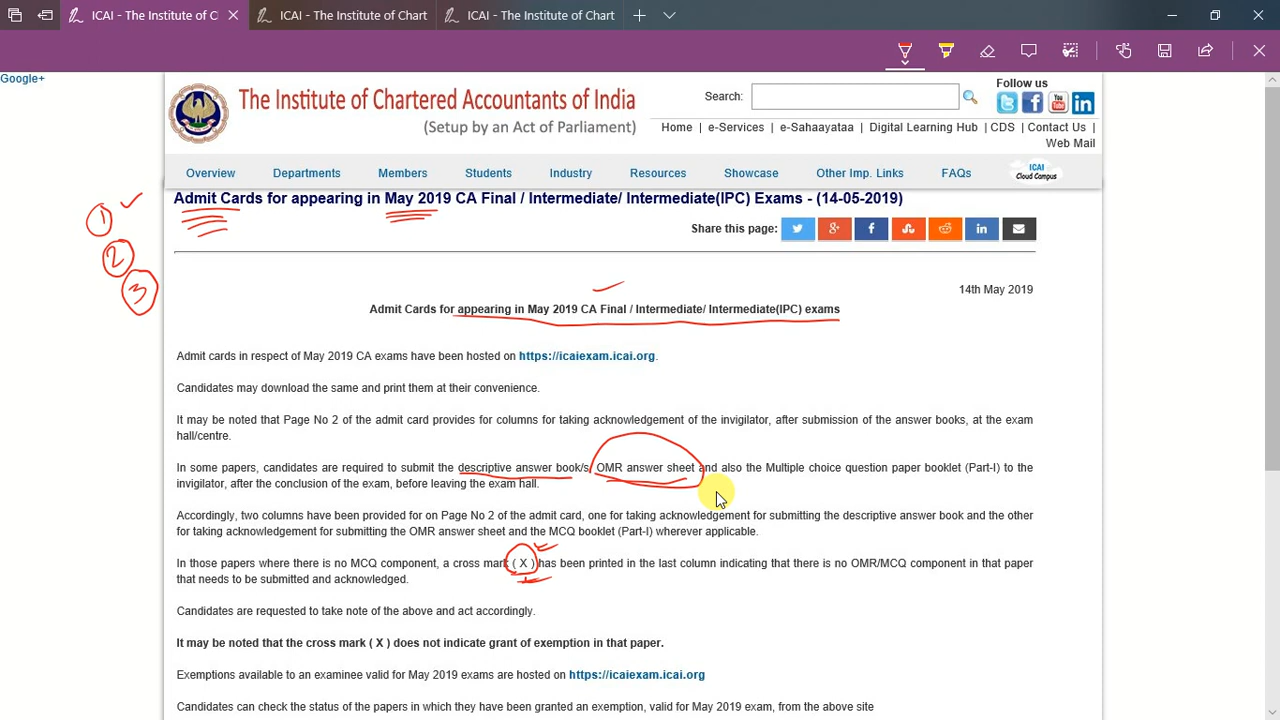 ICAI - The Institute of Chart
ICAI - The Institute of Chart
ICAI - The Institute of Chart
Google+
The Institute of Chartered Accountants of India
(Setup by an Act of Parliament)
Search:
Follow us
You
Tube
Home | e-Services | e-Sahaayataa | Digital Learning Hub | CDS | Contact Us |
Web Mail
Overview Departments Members Students Industry Resources Showcase Other Imp. Links FAQs ICAI Cloud Campus
Admit Cards for appearing in May 2019 CA Final / Intermediate/ Intermediate(IPC) Exams - (14-05-2019)
1
2
3
Share this page:
14th May 2019
Admit Cards for appearing in May 2019 CA Final / Intermediate/ Intermediate(IPC) exams
Admit cards in respect of May 2019 CA exams have been hosted on https://icaiexam.icai.org.
Candidates may download the same and print them at their convenience.
It may be noted that Page No 2 of the admit card provides for columns for taking acknowledgement of the invigilator, after submission of the answer books, at the exam
hall/centre.
In some papers, candidates are required to submit the descriptive answer book/s, OMR answer sheet and also the Multiple choice question paper booklet (Part-I) to the
invigilator, after the conclusion of the exam, before leaving the exam hall.
Accordingly, two columns have been provided for on Page No 2 of the admit card, one for taking acknowledgement for submitting the descriptive answer book and the other
for taking acknowledgement for submitting the OMR answer sheet and the MCQ booklet (Part-I) wherever applicable.
In those papers where there is no MCQ component, a cross mark ( X ) has been printed in the last column indicating that there is no OMR/MCQ component in that paper
that needs to be submitted and acknowledged.
Candidates are requested to take note of the above and act accordingly.
It may be noted that the cross mark ( X ) does not indicate grant of exemption in that paper.
Exemptions available to an examinee valid for May 2019 exams are hosted on https://icaiexam.icai.org
Candidates can check the status of the papers in which they have been granted an exemption, valid for May 2019 exam, from the above site